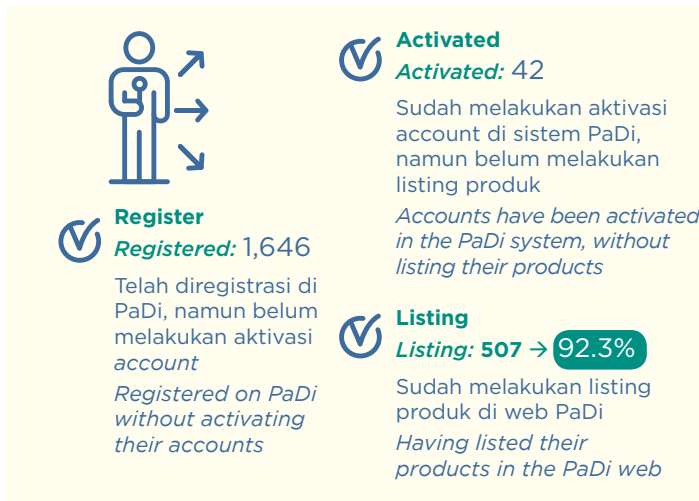 Register
Registered: 1,646
Telah diregistrasi di
PaDi, namun belum
melakukan aktivasi
account
Registered on PaDi
without activating
their accounts
Activated
Activated: 42
Sudah melakukan aktivasi
account di sistem PaDi,
namun belum melakukan
listing produk
Accounts have been activated
in the PaDi system, without
listing their products
Listing
Listing: 507 → 92.3%
Sudah melakukan listing
produk di web PaDi
Having listed their
products in the PaDi web